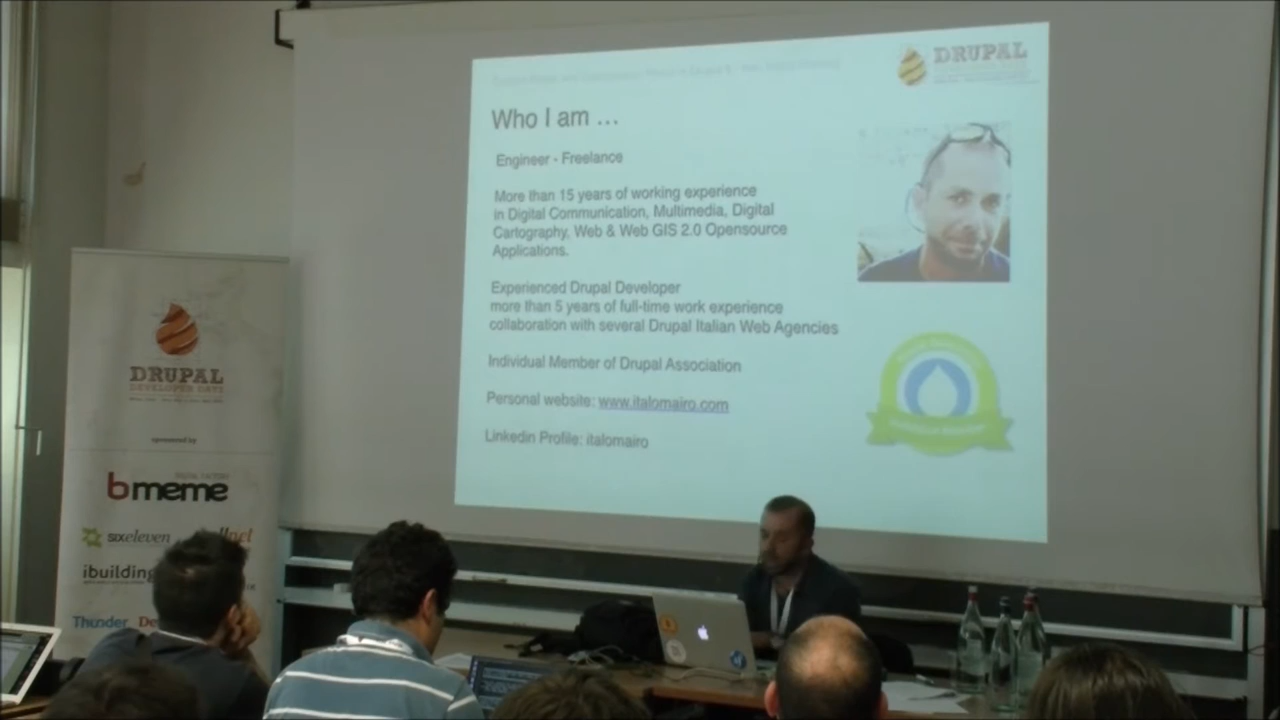 DRUPAL
Who I am ...
Engineer - Freelance
More than 15 years of working experience
in Digital Communication, Multimedia, Digital
Cartography, Web & Web GIS 2.0 Opensource
Applications.
Experienced Drupal Developer
more than 5 years of full-time work experience
collaboration with several Drupal Italian Web Agencies
Individual Member of Drupal Association
Personal website: www.italomairo.com
Linkedin Profile: italomairo
DRUPAL
DEVELOPER DAYS
sponsored by
bmeme
sixeleven
ibuilding
Thunder